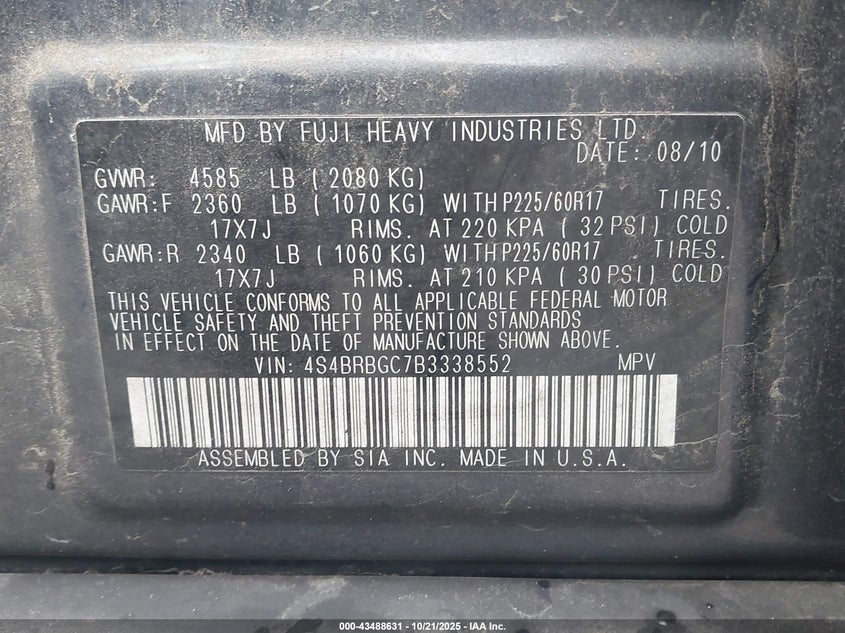 MFD BY FUJI HEAVY INDUSTRIES LTD.
DATE: 08/10
GVWR: 4585 LB ( 2080 KG)
GAWR:F 2360 LB ( 1070 KG) WITH P225/60R17 TIRES.
17X7J RIMS. AT 220 KPA ( 32 PSI) COLD
GAWR:R 2340 LB ( 1060 KG) WITH P225/60R17 TIRES.
17X7J RIMS. AT 210 KPA ( 30 PSI) COLD
THIS VEHICLE CONFORMS TO ALL APPLICABLE FEDERAL MOTOR
VEHICLE SAFETY AND THEFT PREVENTION STANDARDS
IN EFFECT ON THE DATE OF MANUFACTURE SHOWN ABOVE.
VIN: 4S4BRBGC7B3338552 MPV
ASSEMBLED BY SIA INC. MADE IN U.S.A.
000-43488631 - 10/21/2025 - IAA Inc.